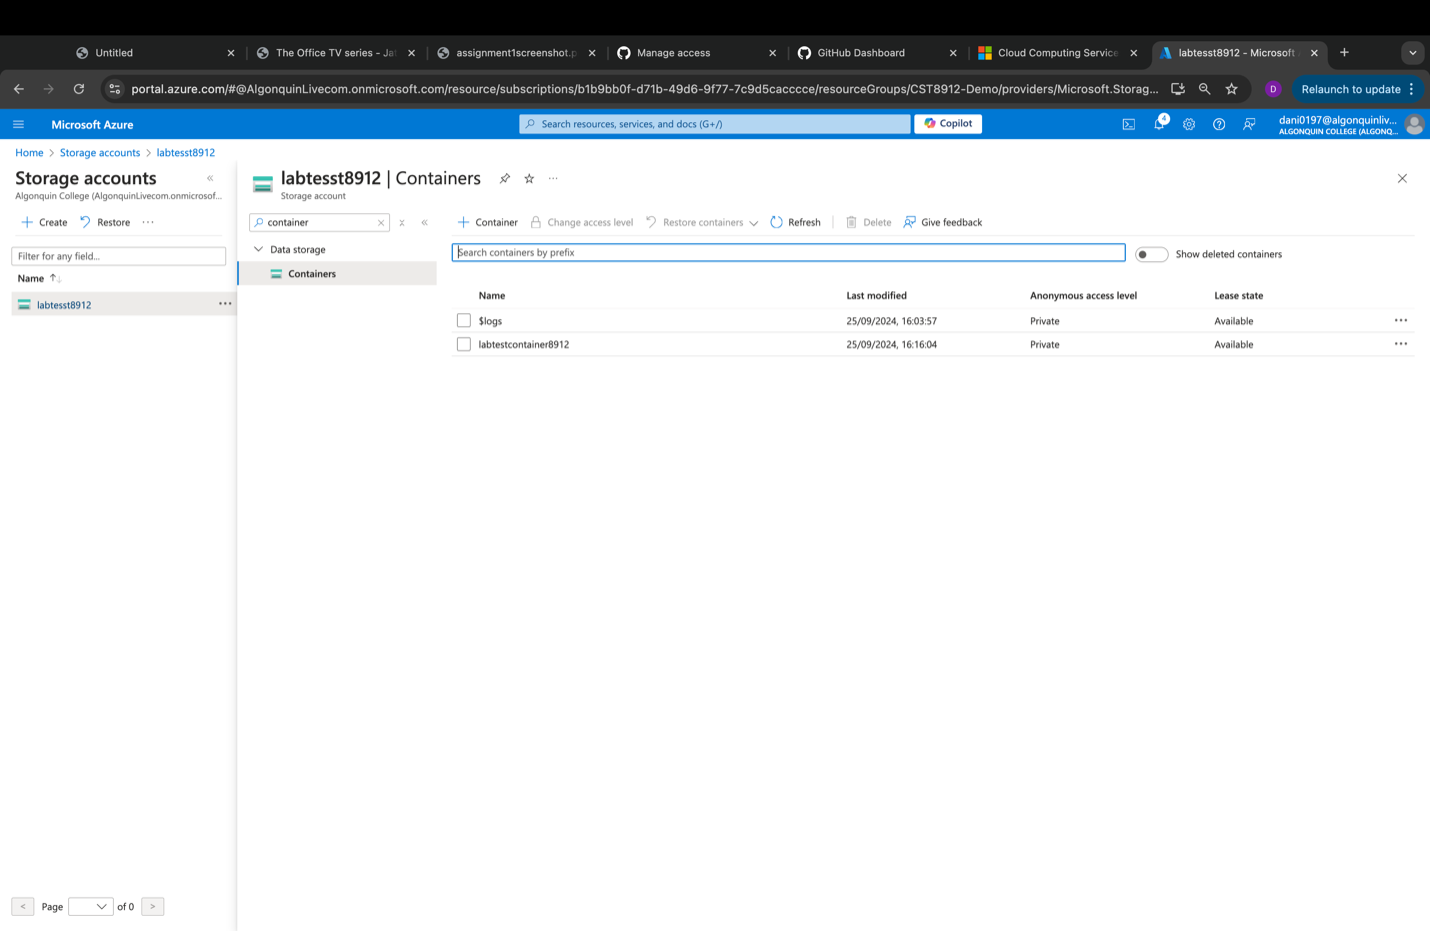 Untitled
The Office TV series - Ja
assignment1screenshot.p
Manage access
GitHub Dashboard
Cloud Computing Service
labtesst8912 - Microsoft
portal.azure.com/#@AlgonquinLivecom.onmicrosoft.com/resource/subscriptions/b1b9bb0f-d71b-49d6-9f77-7c9d5cacccce/resourceGroups/CST8912-Demo/providers/Microsoft.Storag...
D
Relaunch to update
Microsoft Azure
Search resources, services, and docs (G+/)
Copilot
4
dani0197@algonquinliv...
ALGONQUIN COLLEGE (ALGONQ...
Home > Storage accounts > labtesst8912
Storage accounts
Algonquin College (AlgonquinLivecom.onmicrosof...
Create
Restore
Filter for any field...
Name
labtesst8912
labtesst8912 | Containers
Storage account
container
Data storage
Containers
Container
Change access level
Restore containers
Refresh
Delete
Give feedback
Search containers by prefix
Show deleted containers
Name Last modified Anonymous access level Lease state
$logs 25/09/2024, 16:03:57 Private Available
labtestcontainer8912 25/09/2024, 16:16:04 Private Available
< Page of 0 >